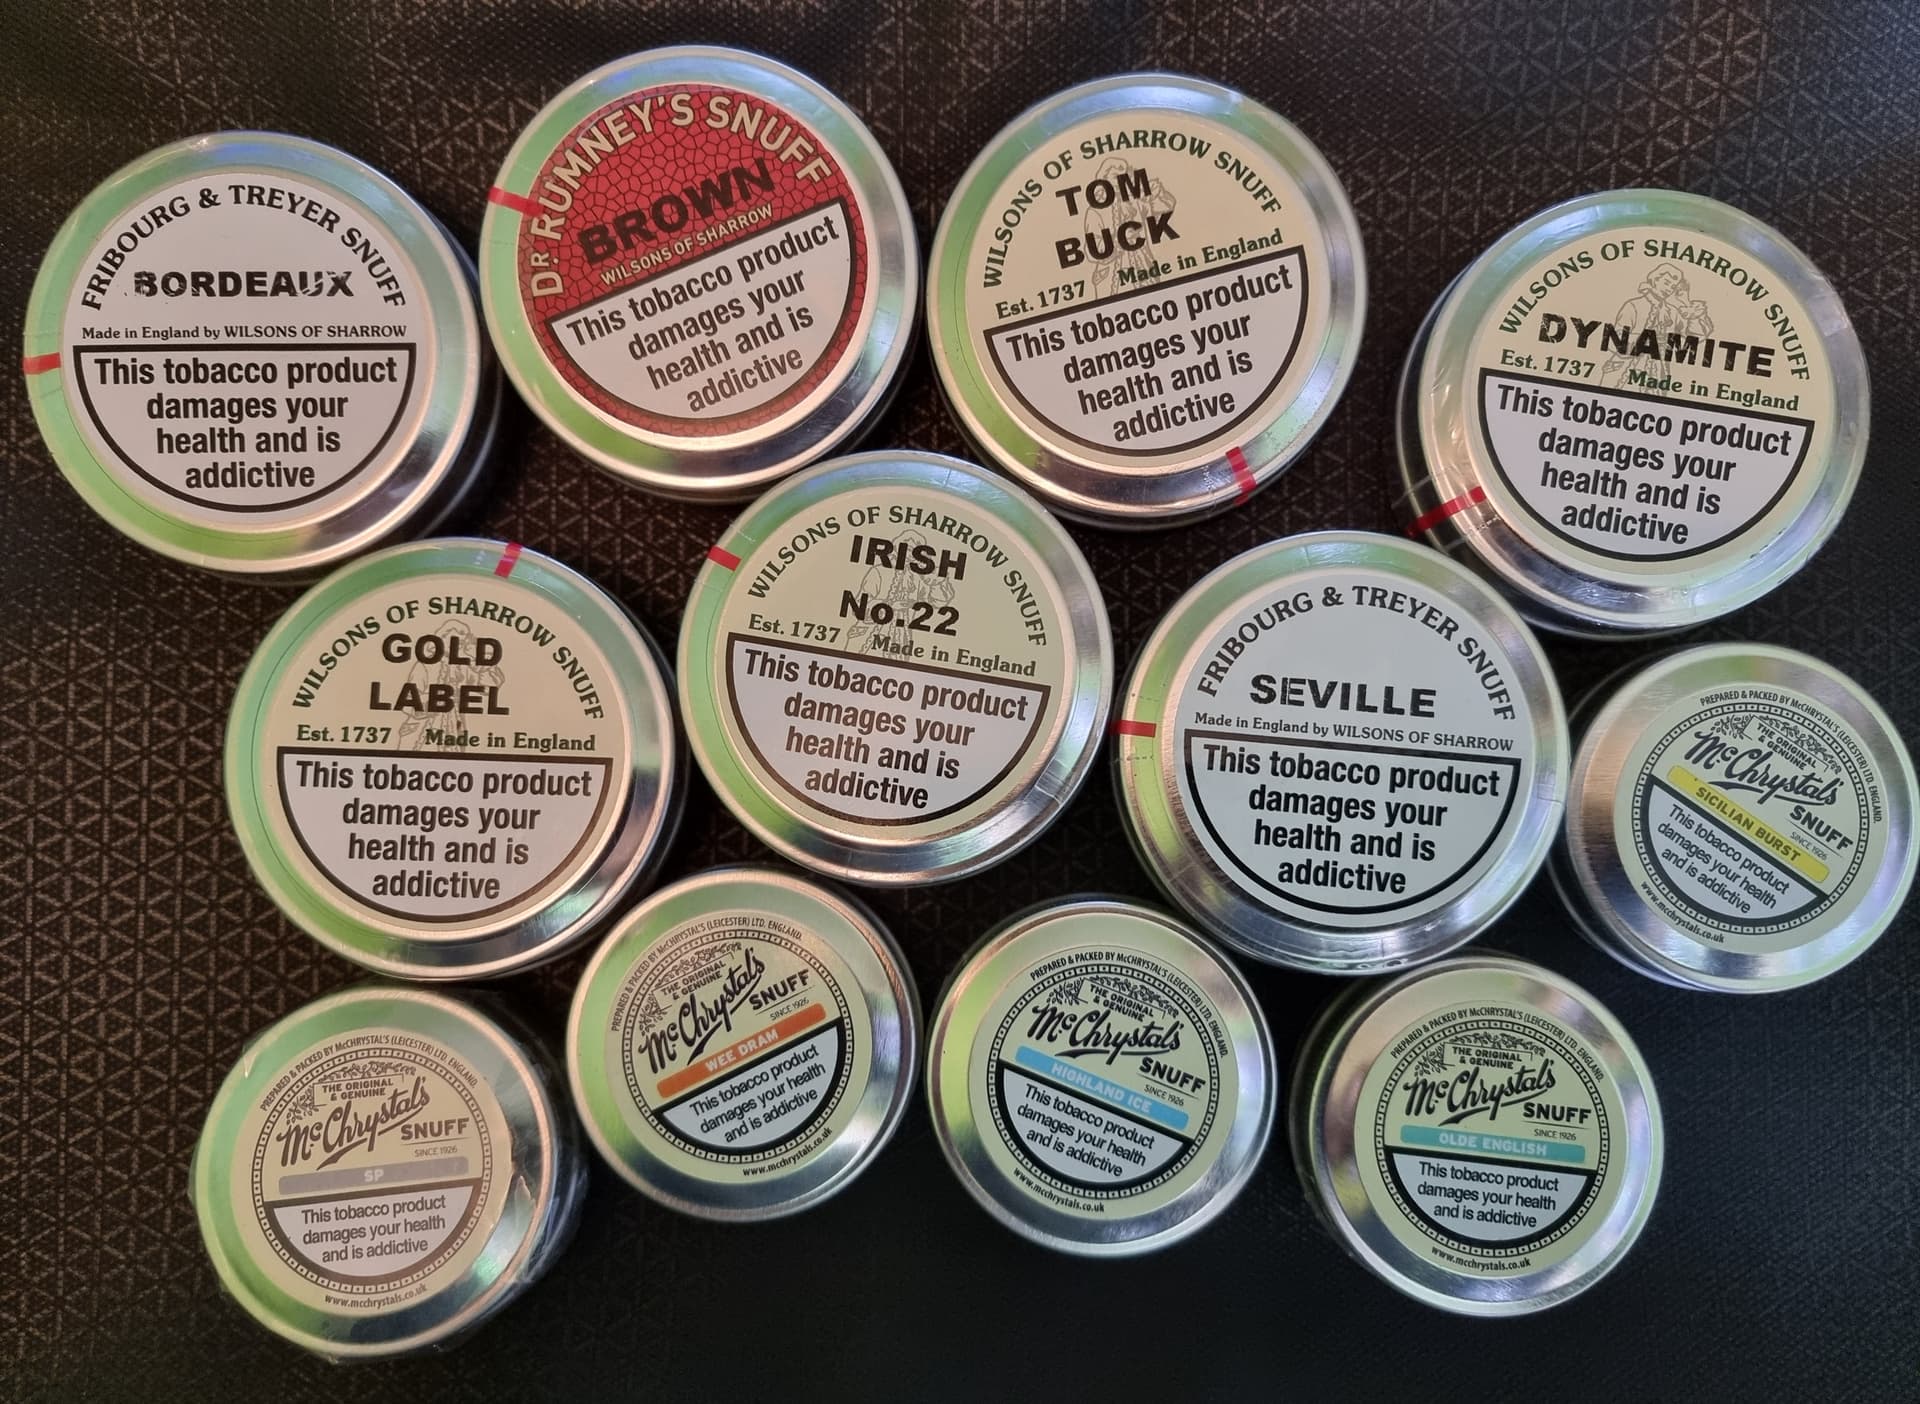 FRIBOURG & TREYER SNUFF
BORDEAUX
Made in England by WILSONS OF SHARROW
This tobacco product
damages your
health and is
addictive
DR RUMNEY'S SNUFF
BROWN
WILSONS OF SHARROW
This tobacco product
damages your
health and is
addictive
WILSONS OF SHARROW SNUFF
TOM
BUCK
Est. 1737 Made in England
This tobacco product
damages your
health and is
addictive
WILSONS OF SHARROW SNUFF
DYNAMITE
Est. 1737 Made in England
This tobacco product
damages your
health and is
addictive
WILSONS OF SHARROW SNUFF
GOLD
LABEL
Est. 1737 Made in England
This tobacco product
damages your
health and is
addictive
WILSONS OF SHARROW SNUFF
IRISH
No.22
Est. 1737 Made in England
This tobacco product
damages your
health and is
addictive
FRIBOURG & TREYER SNUFF
SEVILLE
Made in England by WILSONS OF SHARROW
This tobacco product
damages your
health and is
addictive
PREPARED & PACKED BY McCHRYSTAL'S (LEICESTER) LTD. ENGLAND.
THE ORIGINAL
& GENUINE
McChrystal's
SNUFF
SINCE 1926
SICILIAN BURST
This tobacco product
damages your health
and is addictive
www.mcchrystals.co.uk
PREPARED & PACKED BY McCHRYSTAL'S (LEICESTER) LTD. ENGLAND.
THE ORIGINAL
& GENUINE
McChrystal's
SNUFF
SINCE 1926
SP
This tobacco product
damages your health
and is addictive
www.mcchrystals.co.uk
PREPARED & PACKED BY McCHRYSTAL'S (LEICESTER) LTD. ENGLAND.
THE ORIGINAL
& GENUINE
McChrystal's
SNUFF
SINCE 1926
WEE DRAM
This tobacco product
damages your health
and is addictive
www.mcchrystals.co.uk
PREPARED & PACKED BY McCHRYSTAL'S (LEICESTER) LTD. ENGLAND.
THE ORIGINAL
& GENUINE
McChrystal's
SNUFF
SINCE 1926
HIGHLAND ICE
This tobacco product
damages your health
and is addictive
www.mcchrystals.co.uk
PREPARED & PACKED BY McCHRYSTAL'S (LEICESTER) LTD. ENGLAND.
THE ORIGINAL
& GENUINE
McChrystal's
SNUFF
SINCE 1926
OLDE ENGLISH
This tobacco product
damages your health
and is addictive
www.mcchrystals.co.uk